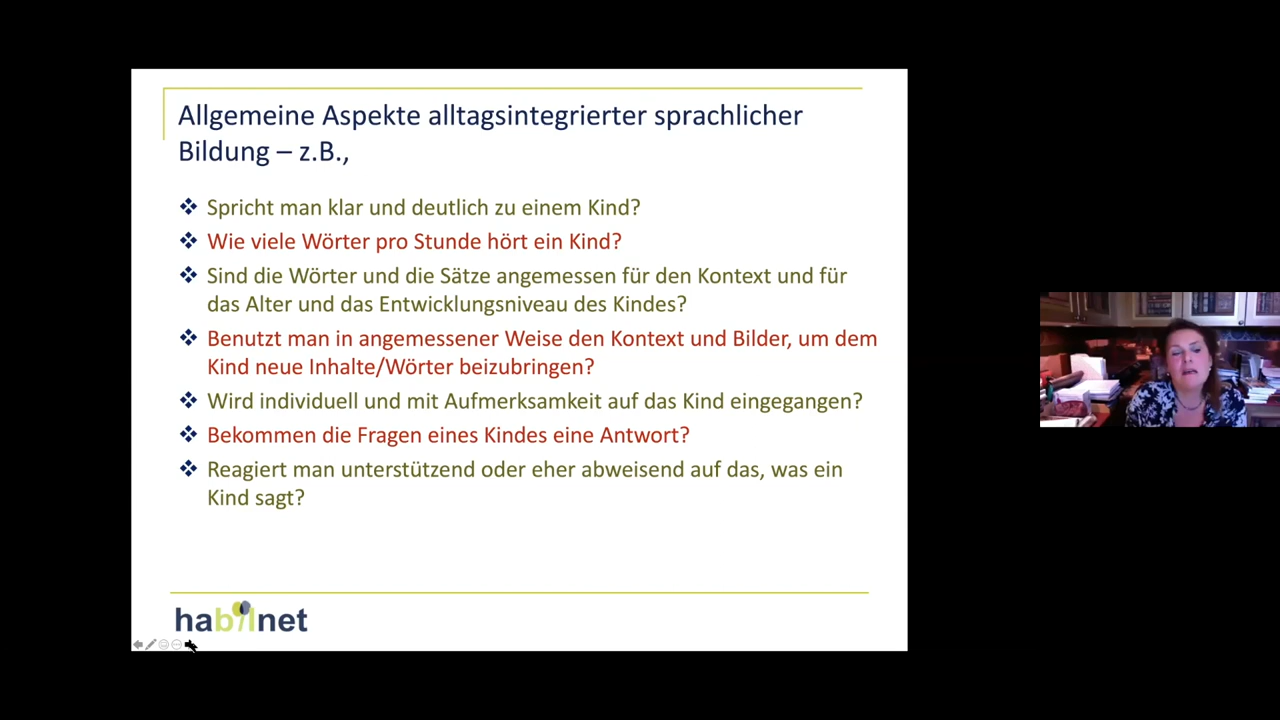 Allgemeine Aspekte alltagsintegrierter sprachlicher
Bildung – z.B.,
❖ Spricht man klar und deutlich zu einem Kind?
❖ Wie viele Wörter pro Stunde hört ein Kind?
❖ Sind die Wörter und die Sätze angemessen für den Kontext und für
das Alter und das Entwicklungsniveau des Kindes?
❖ Benutzt man in angemessener Weise den Kontext und Bilder, um dem
Kind neue Inhalte/Wörter beizubringen?
❖ Wird individuell und mit Aufmerksamkeit auf das Kind eingegangen?
❖ Bekommen die Fragen eines Kindes eine Antwort?
❖ Reagiert man unterstützend oder eher abweisend auf das, was ein
Kind sagt?
habilnet